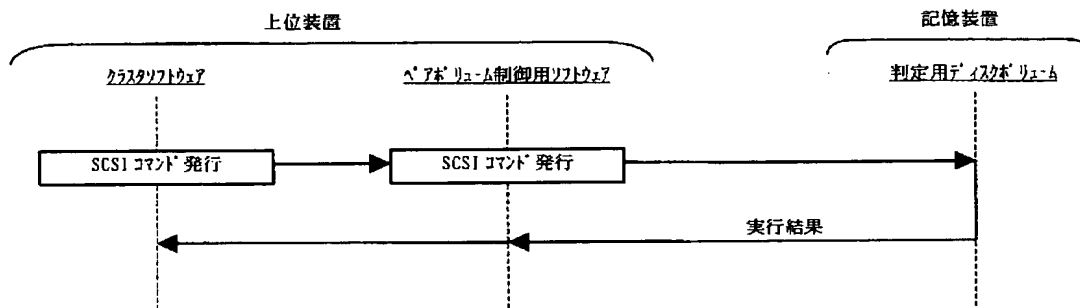 上位装置
記憶装置
クラスタソフトウェア
ペアボリューム制御用ソフトウェア
判定用ディスクボリューム
SCSIコマンド発行
SCSIコマンド発行
実行結果